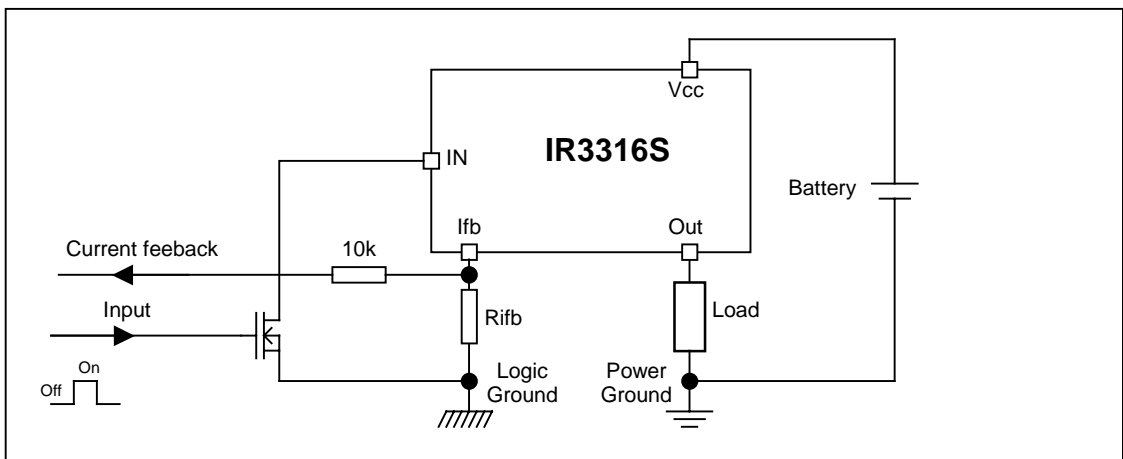 Vcc
IR3316S
IN
Battery
Ifb
Out
Current feeback
10k
Input
Rifb
Load
On
Off
Logic
Ground
Power
Ground